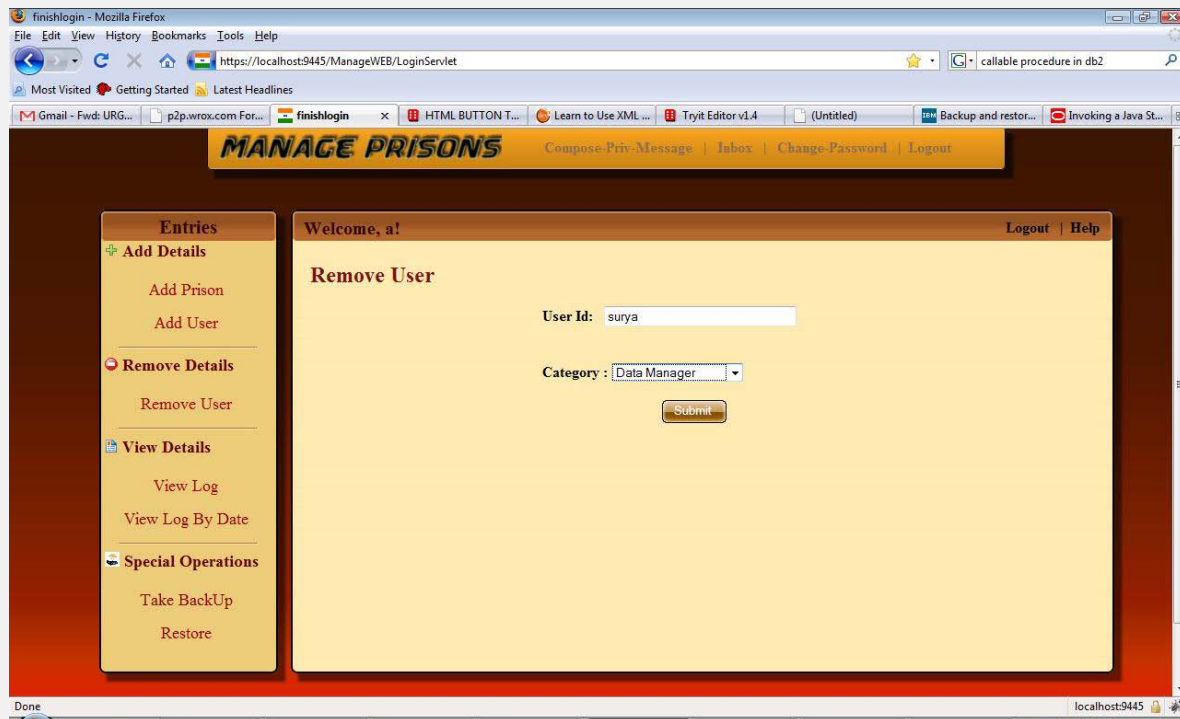 finishlogin - Mozilla Firefox
File Edit View History Bookmarks Tools Help
https://localhost:9445/ManageWEB/LoginServlet
callable procedure in db2
Most Visited Getting Started Latest Headlines
Gmail - Fwd: URG... p2p.wrox.com For... finishlogin HTML BUTTON T... Learn to Use XML ... Tryit Editor v1.4 (Untitled) Backup and restor... Invoking a Java St...
MANAGE PRISONS
Compose-Priv-Message | Inbox | Change-Password | Logout
Entries
Add Details
Add Prison
Add User
Remove Details
Remove User
View Details
View Log
View Log By Date
Special Operations
Take BackUp
Restore
Welcome, a!
Logout | Help
Remove User
User Id: surya
Category : Data Manager
Submit
Done
localhost:9445